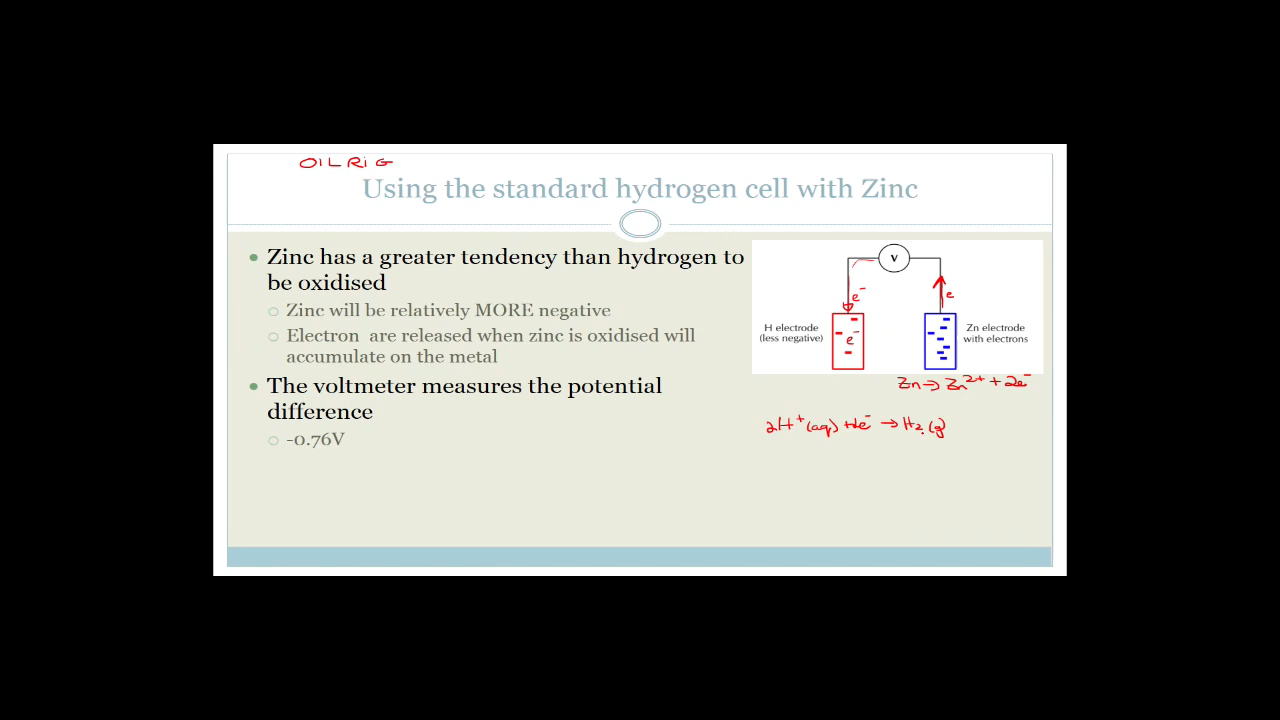 OILRiG
Using the standard hydrogen cell with Zinc
Zinc has a greater tendency than hydrogen to
be oxidised
Zinc will be relatively MORE negative
Electron are released when zinc is oxidised will
accumulate on the metal
The voltmeter measures the potential
difference
-0.76V
V
e⁻
e
H electrode
(less negative)
e⁻
Zn electrode
with electrons
Zn → Zn²⁺ + 2e⁻
2H⁺(aq) + 2e⁻ → H₂(g)